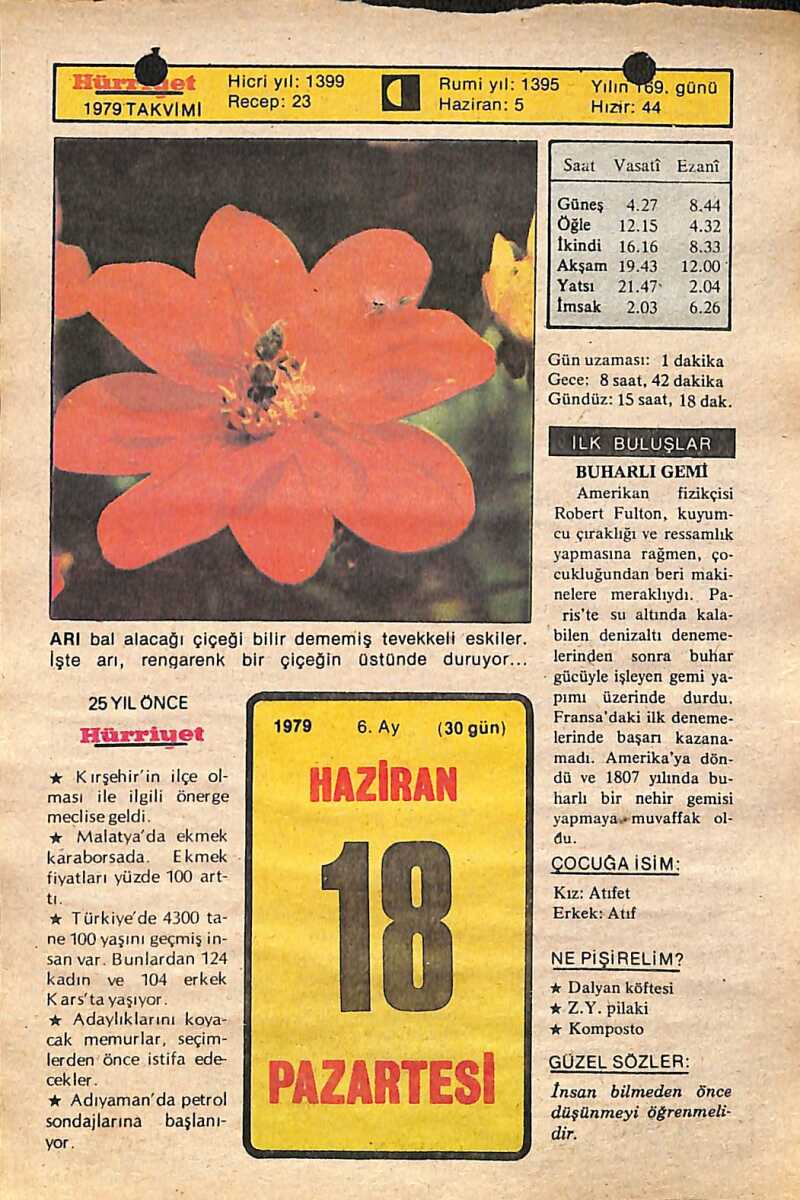 Hürriyet
1979 TAKVİMİ
Hicri yıl: 1399
Recep: 23
Rumi yıl: 1395
Haziran: 5
Yılın 169. günü
Hızır: 44
Saat Vasatî Ezanî
Güneş 4.27 8.44
Öğle 12.15 4.32
İkindi 16.16 8.33
Akşam 19.43 12.00
Yatsı 21.47 2.04
İmsak 2.03 6.26
Gün uzaması: 1 dakika
Gece: 8 saat, 42 dakika
Gündüz: 15 saat, 18 dak.
İLK BULUŞLAR
BUHARLI GEMİ
Amerikan fizikçisi
Robert Fulton, kuyum-
cu çıraklığı ve ressamlık
yapmasına rağmen, ço-
cukluğundan beri maki-
nelere meraklıydı. Pa-
ris'te su altında kala-
bilen denizaltı deneme-
lerinden sonra buhar
gücüyle işleyen gemi ya-
pımı üzerinde durdu.
Fransa'daki ilk deneme-
lerinde başarı kazana-
madı. Amerika'ya dön-
dü ve 1807 yılında bu-
harlı bir nehir gemisi
yapmaya muvaffak ol-
du.
ÇOCUĞA İSİM:
Kız: Atıfet
Erkek: Atıf
NE PİŞİRELİM?
★ Dalyan köftesi
★ Z.Y. pilaki
★ Komposto
GÜZEL SÖZLER:
İnsan bilmeden önce
düşünmeyi öğrenmeli-
dir.
ARI bal alacağı çiçeği bilir dememiş tevekkeli eskiler.
İşte arı, rengarenk bir çiçeğin üstünde duruyor...
25 YIL ÖNCE
Hürriyet
★ Kırşehir'in ilçe ol-
ması ile ilgili önerge
meclise geldi.
★ Malatya'da ekmek
karaborsada. Ekmek
fiyatları yüzde 100 art-
tı.
★ Türkiye'de 4300 ta-
ne 100 yaşını geçmiş in-
san var. Bunlardan 124
kadın ve 104 erkek
Kars'ta yaşıyor.
★ Adaylıklarını koya-
cak memurlar, seçim-
lerden önce istifa ede-
cekler.
★ Adıyaman'da petrol
sondajlarına başlanı-
yor.
1979 6. Ay (30 gün)
HAZİRAN
18
PAZARTESİ